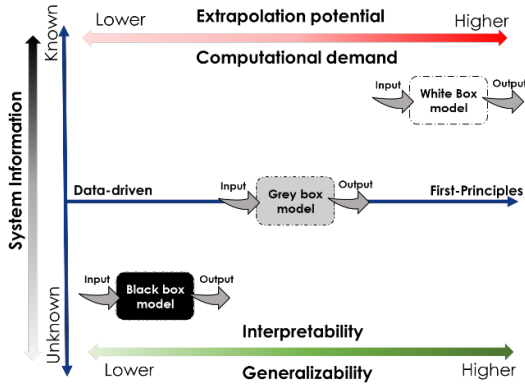 Lower Extrapolation potential Higher
Computational demand
Known
System Information
Unknown
Input White Box model Output
Data-driven
Input Grey box model Output
First-Principles
Input Black box model Output
Interpretability
Lower Generalizability Higher